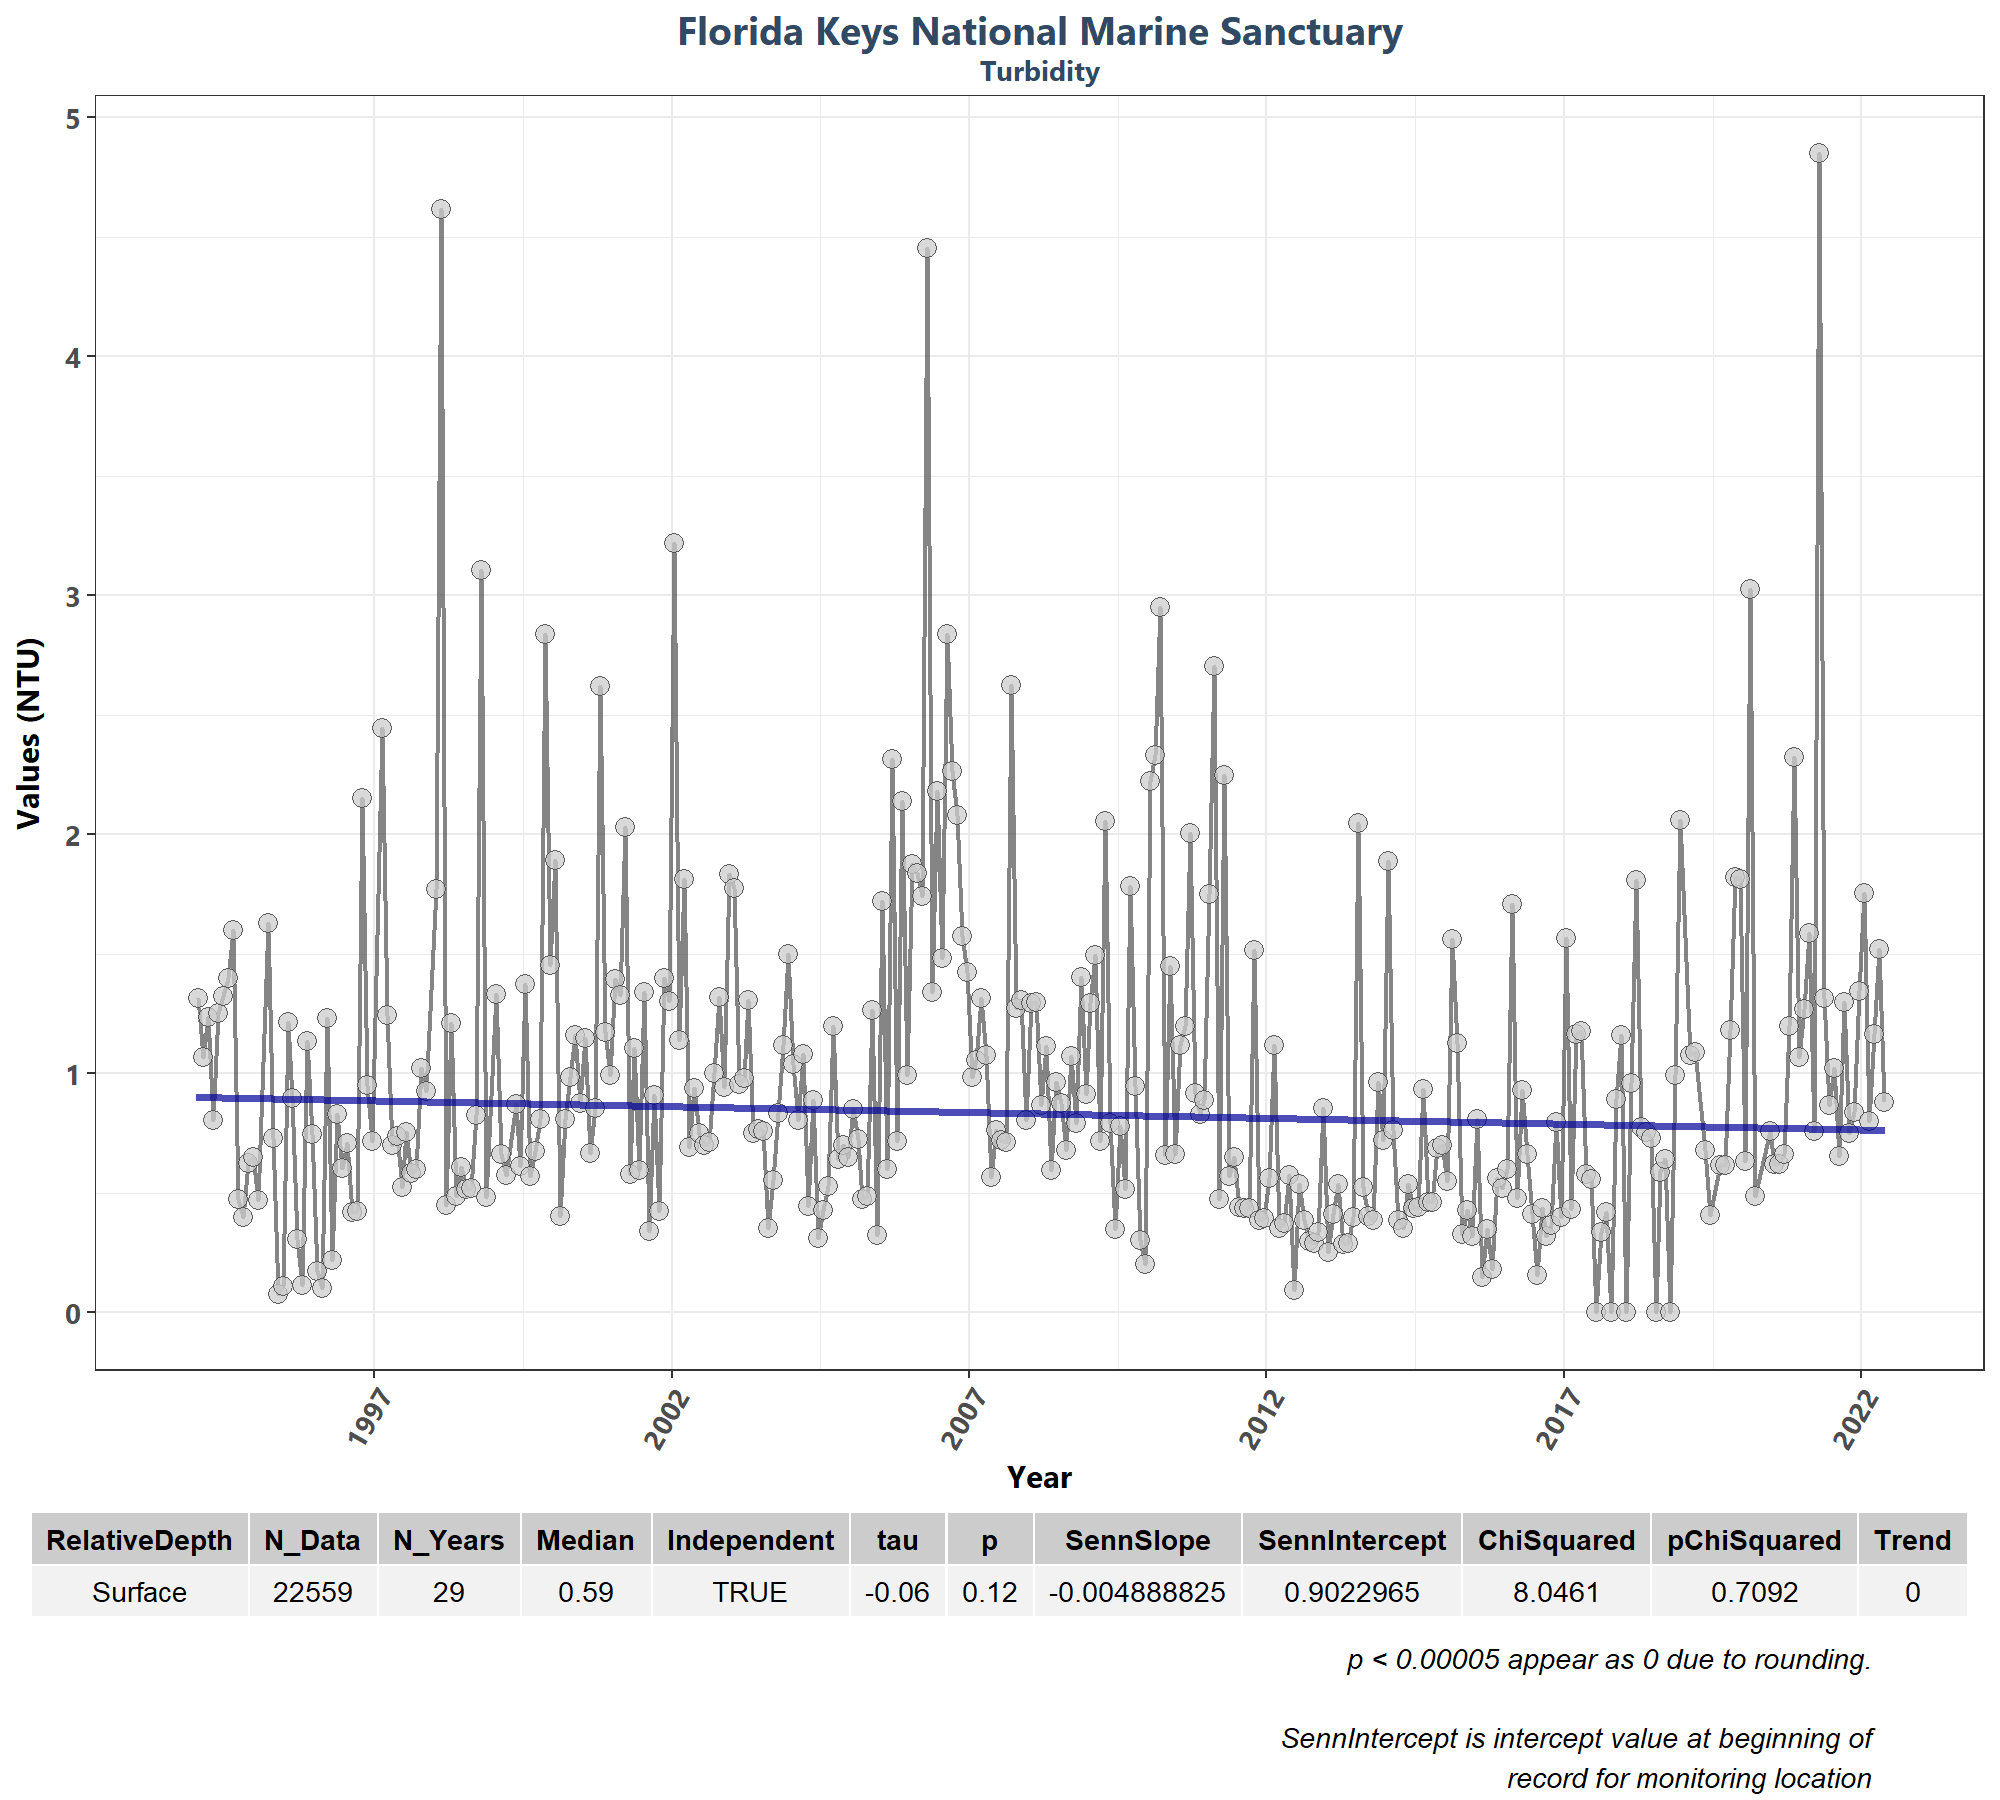 Florida Keys National Marine Sanctuary
Turbidity
Values (NTU)
5
4
3
2
1
0
1997 2002 2007 2012 2017 2022
Year
RelativeDepth N_Data N_Years Median Independent tau p SennSlope SennIntercept ChiSquared pChiSquared Trend
Surface 22559 29 0.59 TRUE -0.06 0.12 -0.004888825 0.9022965 8.0461 0.7092 0
p < 0.00005 appear as 0 due to rounding.
SennIntercept is intercept value at beginning of
record for monitoring location